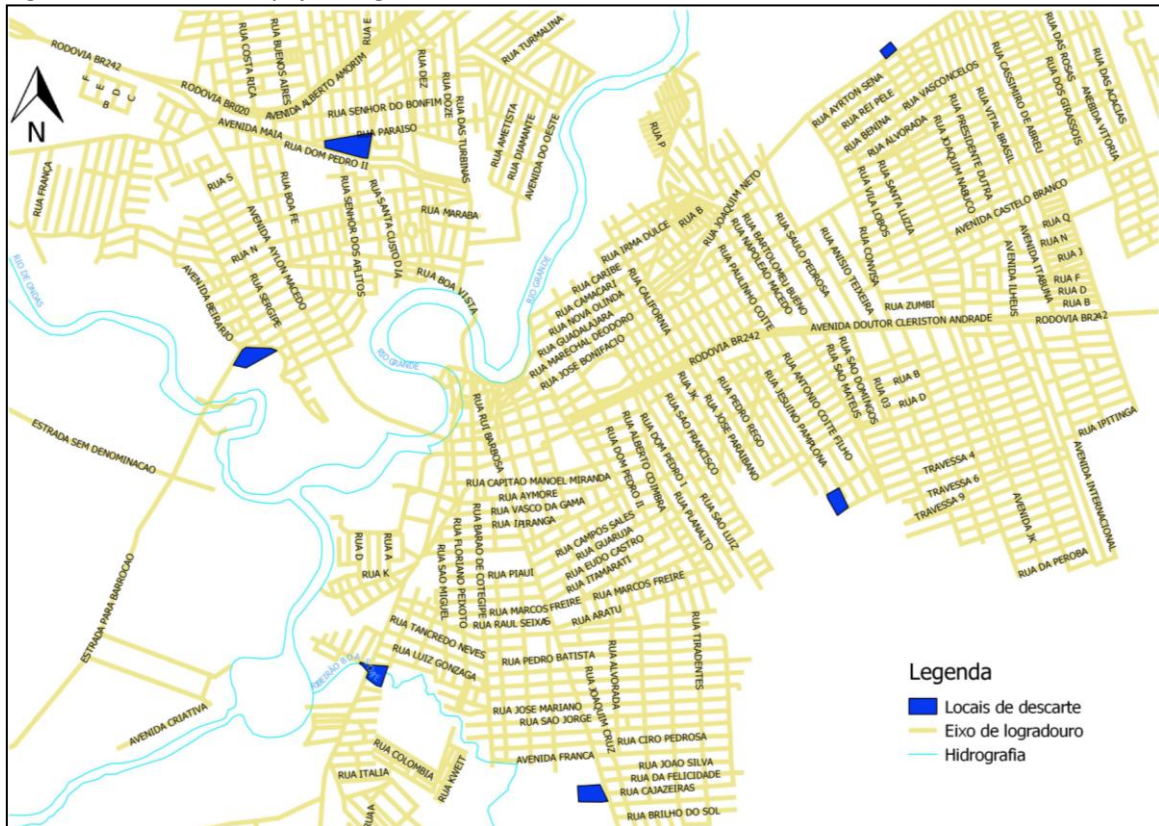 RODOVIA BR242
RUA COSTA RICA
RUA BUENOS AIRES
RUA E
RUA DEZ
RUA DOZE
RUA TURMALINA
F
E
D
C
B
RODOVIA BR020
AVENIDA ALBERTO AMORIM
RUA SENHOR DO BONFIM
RUA DAS TURBINAS
N
AVENIDA MAIA
RUA PARAISO
RUA DOM PEDRO II
RUA AMETISTA
RUA DIAMANTE
AVENIDA DO OESTE
RUA P
RUA AYRTON SENA
RUA REI PELE
RUA BENINA
RUA ALVORADA
RUA VASCONCELOS
RUA CASSIMIRO DE ABREU
RUA DAS ROSAS
RUA DOS GIRASSOIS
RUA DAS ACACIAS
RUA VITAL BRASIL
RUA PRESIDENTE DUTRA
RUA JOAQUIM NABUCO
RUA SANTA LUZIA
RUA VILA LOBOS
RUA CONVISA
AVENIDA CASTELO BRANCO
RUA FRANÇA
RUA S
RUA BOA FE
RUA SENHOR DOS AFLITOS
RUA SANTA CUSTODIA
RUA MARABA
RUA N
AVENIDA AYLON MACEDO
RUA SERGIPE
AVENIDA BEIRARIO
RUA BOA VISTA
RIO DE ONDAS
RIO GRANDE
RIO GRANDE
RUA IRMA DULCE
RUA B
RUA JOAQUIM NETO
RUA CARIBE
RUA CAMACARI
RUA NOVA OLINDA
RUA GUADALAJARA
RUA MARECHAL DEODORO
RUA JOSE BONIFACIO
RUA CALIFORNIA
RUA PAULINHO COITE
RUA NAPOLEAO MACEDO
RUA BARTOLOMEU BUENO
RUA SAULO PEDROSA
RUA ANISIO TEIXEIRA
RUA ZUMBI
AVENIDA ILHEUS
AVENIDA ITABUNA
RUA Q
RUA N
RUA J
RUA F
RUA D
RUA B
AVENIDA DOUTOR CLERISTON ANDRADE
RODOVIA BR242
RODOVIA BR242
RUA JK
RUA PEDRO REGO
RUA JOSE PARAIBANO
RUA SAO FRANCISCO
RUA JESUINO PAMPLONA
RUA ANTONIO COITE FILHO
RUA SAO MATEUS
RUA SAO DOMINGOS
RUA 03
RUA B
RUA D
RUA IPITINGA
ESTRADA SEM DENOMINACAO
RUA RUI BARBOSA
RUA DOM PEDRO II
RUA ALBERTO COIMBRA
RUA DOM PEDRO I
RUA PLANALTO
RUA SAO LUIZ
RUA CAPITAO MANOEL MIRANDA
RUA AYMORE
RUA VASCO DA GAMA
RUA IPIRANGA
TRAVESSA 4
TRAVESSA 6
TRAVESSA 9
AVENIDA JK
AVENIDA INTERNACIONAL
RUA DA PEROBA
RUA D
RUA A
RUA K
RUA SAO MIGUEL
RUA FLORIANO PEIXOTO
RUA BARAO DE COTEGIPE
RUA PIAUI
RUA CAMPOS SALES
RUA GUARUJA
RUA EUDO CASTRO
RUA ITAMARATI
RUA MARCOS FREIRE
RUA MARCOS FREIRE
RUA RAUL SEIXAS
RUA ARATU
ESTRADA PARA BARROCAO
RUA TANCREDO NEVES
RUA LUIZ GONZAGA
RUA PEDRO BATISTA
RUA ALVORADA
RUA TIRADENTES
RUA JOAQUIM CRUZ
RUA JOSE MARIANO
RUA SAO JORGE
AVENIDA CRIATIVA
RUA COLOMBIA
RUA KWEIT
RUA ITALIA
RUA A
AVENIDA FRANCA
RUA CIRO PEDROSA
RUA JOAO SILVA
RUA DA FELICIDADE
RUA CAJAZEIRAS
RUA BRILHO DO SOL
Legenda
Locais de descarte
Eixo de logradouro
Hidrografia